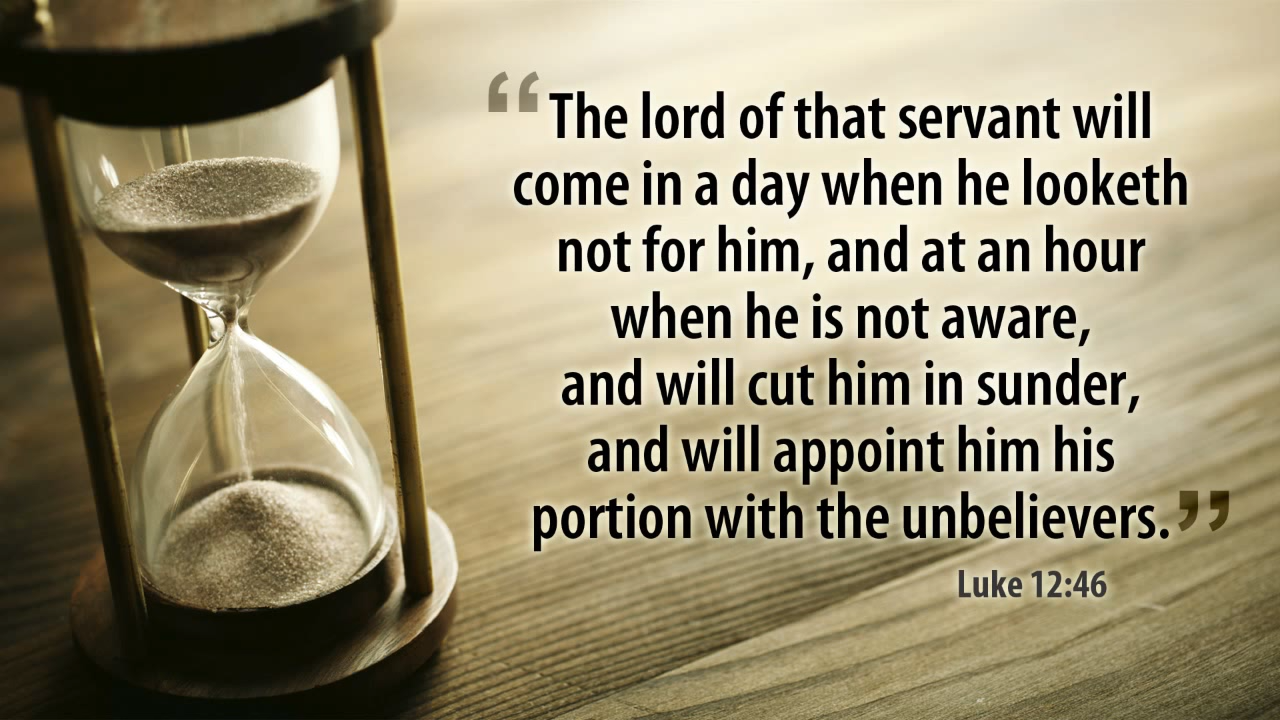 “The lord of that servant will
come in a day when he looketh
not for him, and at an hour
when he is not aware,
and will cut him in sunder,
and will appoint him his
portion with the unbelievers.”
Luke 12:46